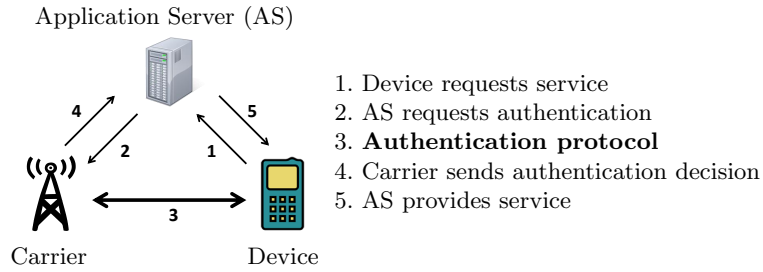 Application Server (AS)
4
5
2
1
3
Carrier
Device
1. Device requests service
2. AS requests authentication
3. Authentication protocol
4. Carrier sends authentication decision
5. AS provides service